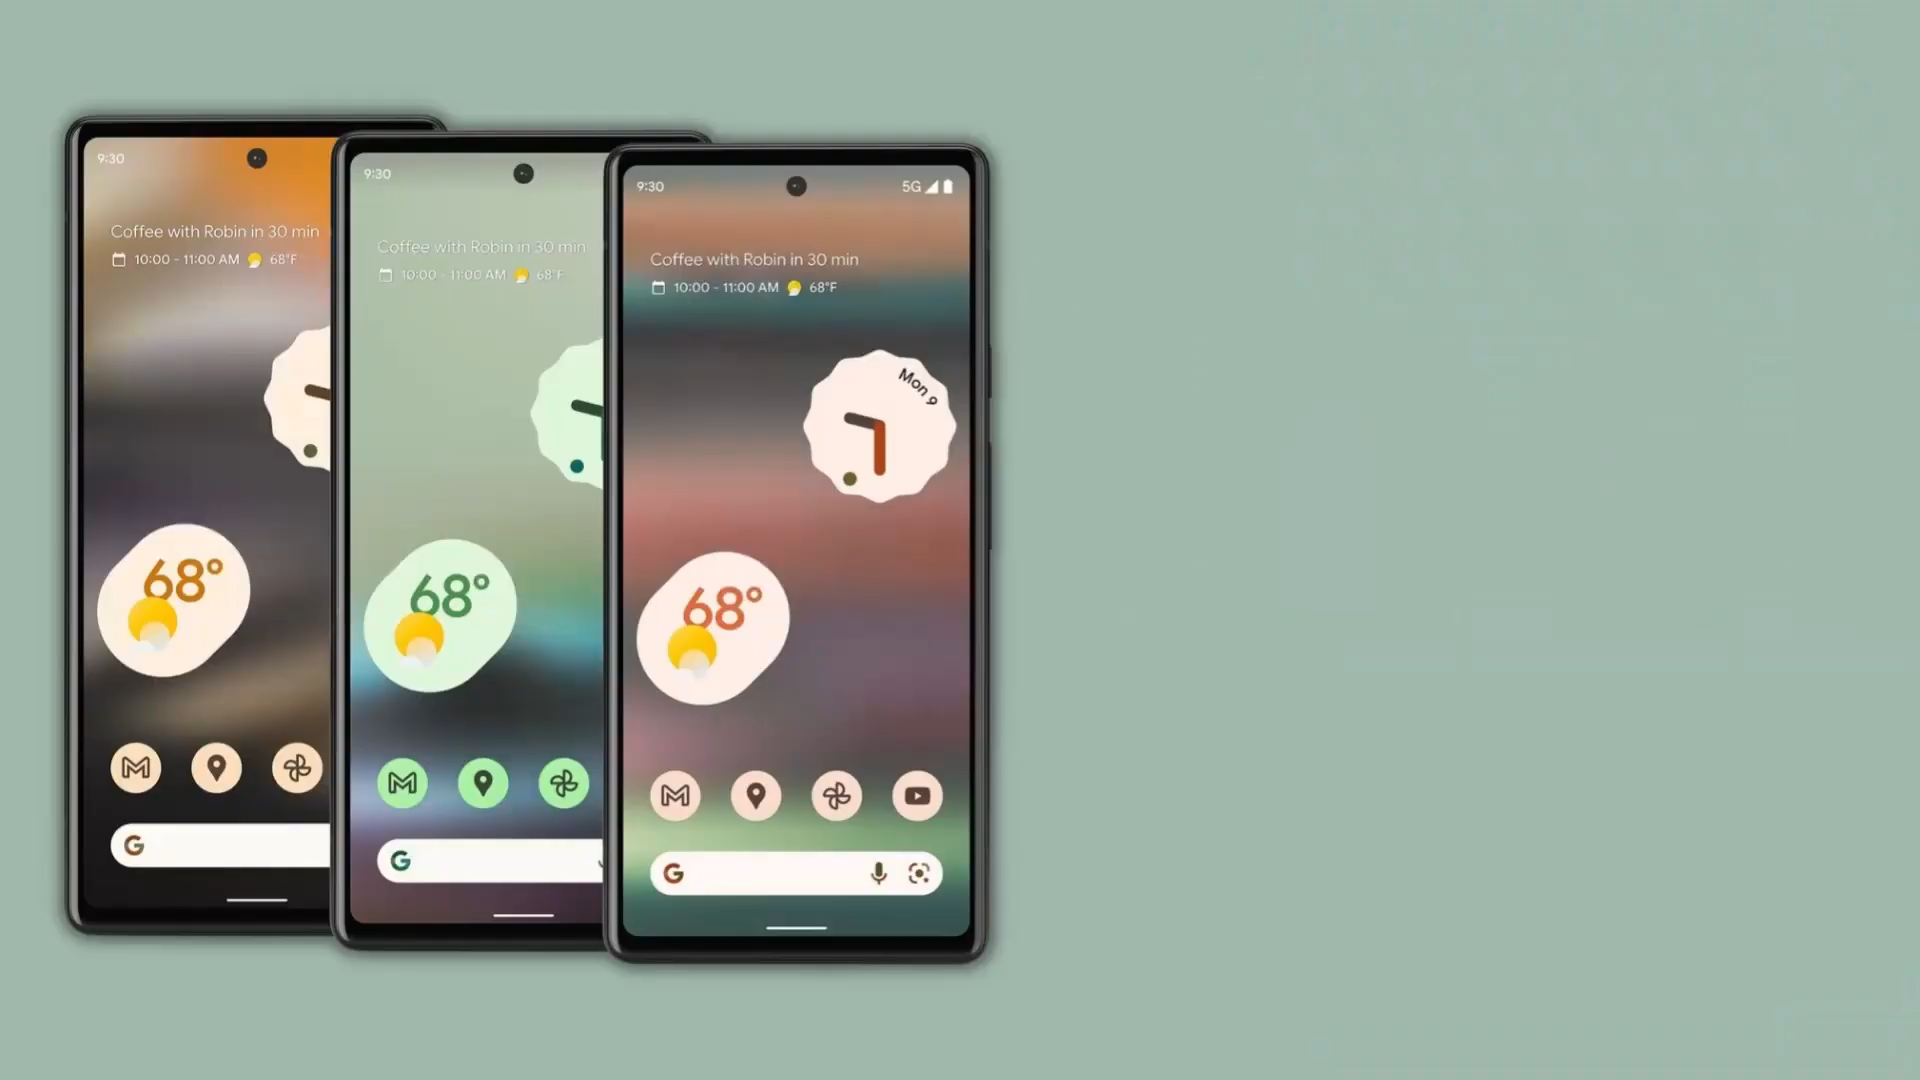 9:30
Coffee with Robin in 30 min
10:00 - 11:00 AM 68°F
68°
G
9:30
Coffee with Robin in 30 min
10:00 - 11:00 AM 68°F
68°
G
9:30 5G
Coffee with Robin in 30 min
10:00 - 11:00 AM 68°F
Mon 9
68°
G